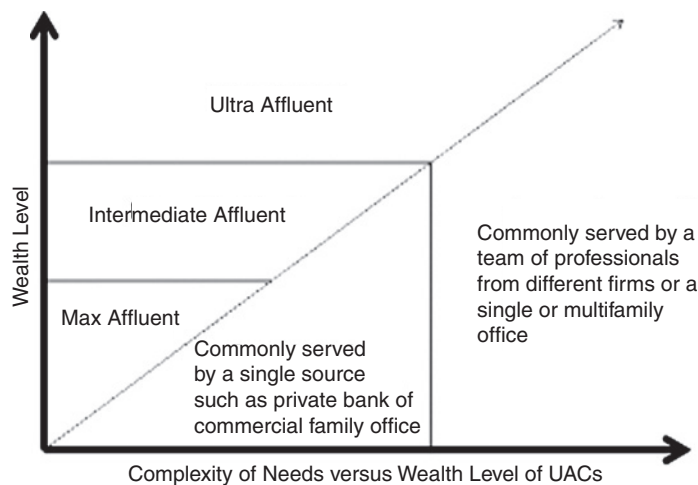 Ultra Affluent
Intermediate Affluent
Max Affluent
Wealth Level
Commonly served by a
team of professionals
from different firms or a
single or multifamily
office
Commonly served
by a single source
such as private bank of
commercial family office
Complexity of Needs versus Wealth Level of UACs